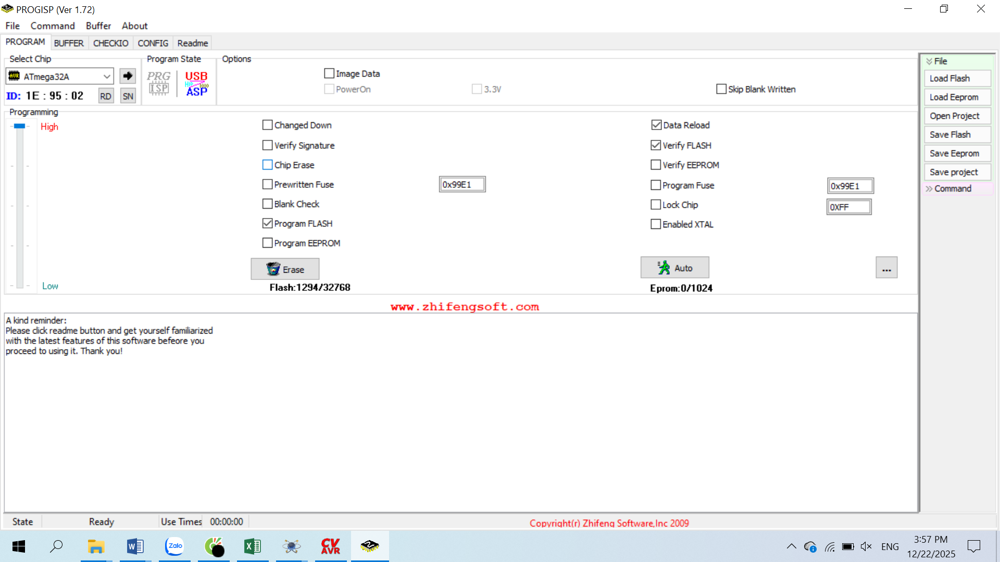 PROGISP (Ver 1.72)
File Command Buffer About
PROGRAM BUFFER CHECKIO CONFIG Readme
Select Chip Program State Options
File
ATmega32A
PRG ISP
USB ASP
Image Data
Load Flash
PowerOn 3.3V Skip Blank Written
ID: 1E : 95 : 02 RD SN
Load Eeprom
Programming
Open Project
High
Changed Down Data Reload
Save Flash
Verify Signature Verify FLASH
Save Eeprom
Chip Erase Verify EEPROM
Save project
Prewritten Fuse 0x99E1 Program Fuse 0x99E1
Command
Blank Check Lock Chip 0XFF
Program FLASH Enabled XTAL
Program EEPROM
Erase Auto ...
Low
Flash:1294/32768 Eprom:0/1024
www.zhifengsoft.com
A kind reminder:
Please click readme button and get yourself familiarized
with the latest features of this software befeore you
proceed to using it. Thank you!
State Ready Use Times 00:00:00 Copyright(r) Zhifeng Software,Inc 2009
Zalo
CV
AVR
ENG
3:57 PM
12/22/2025